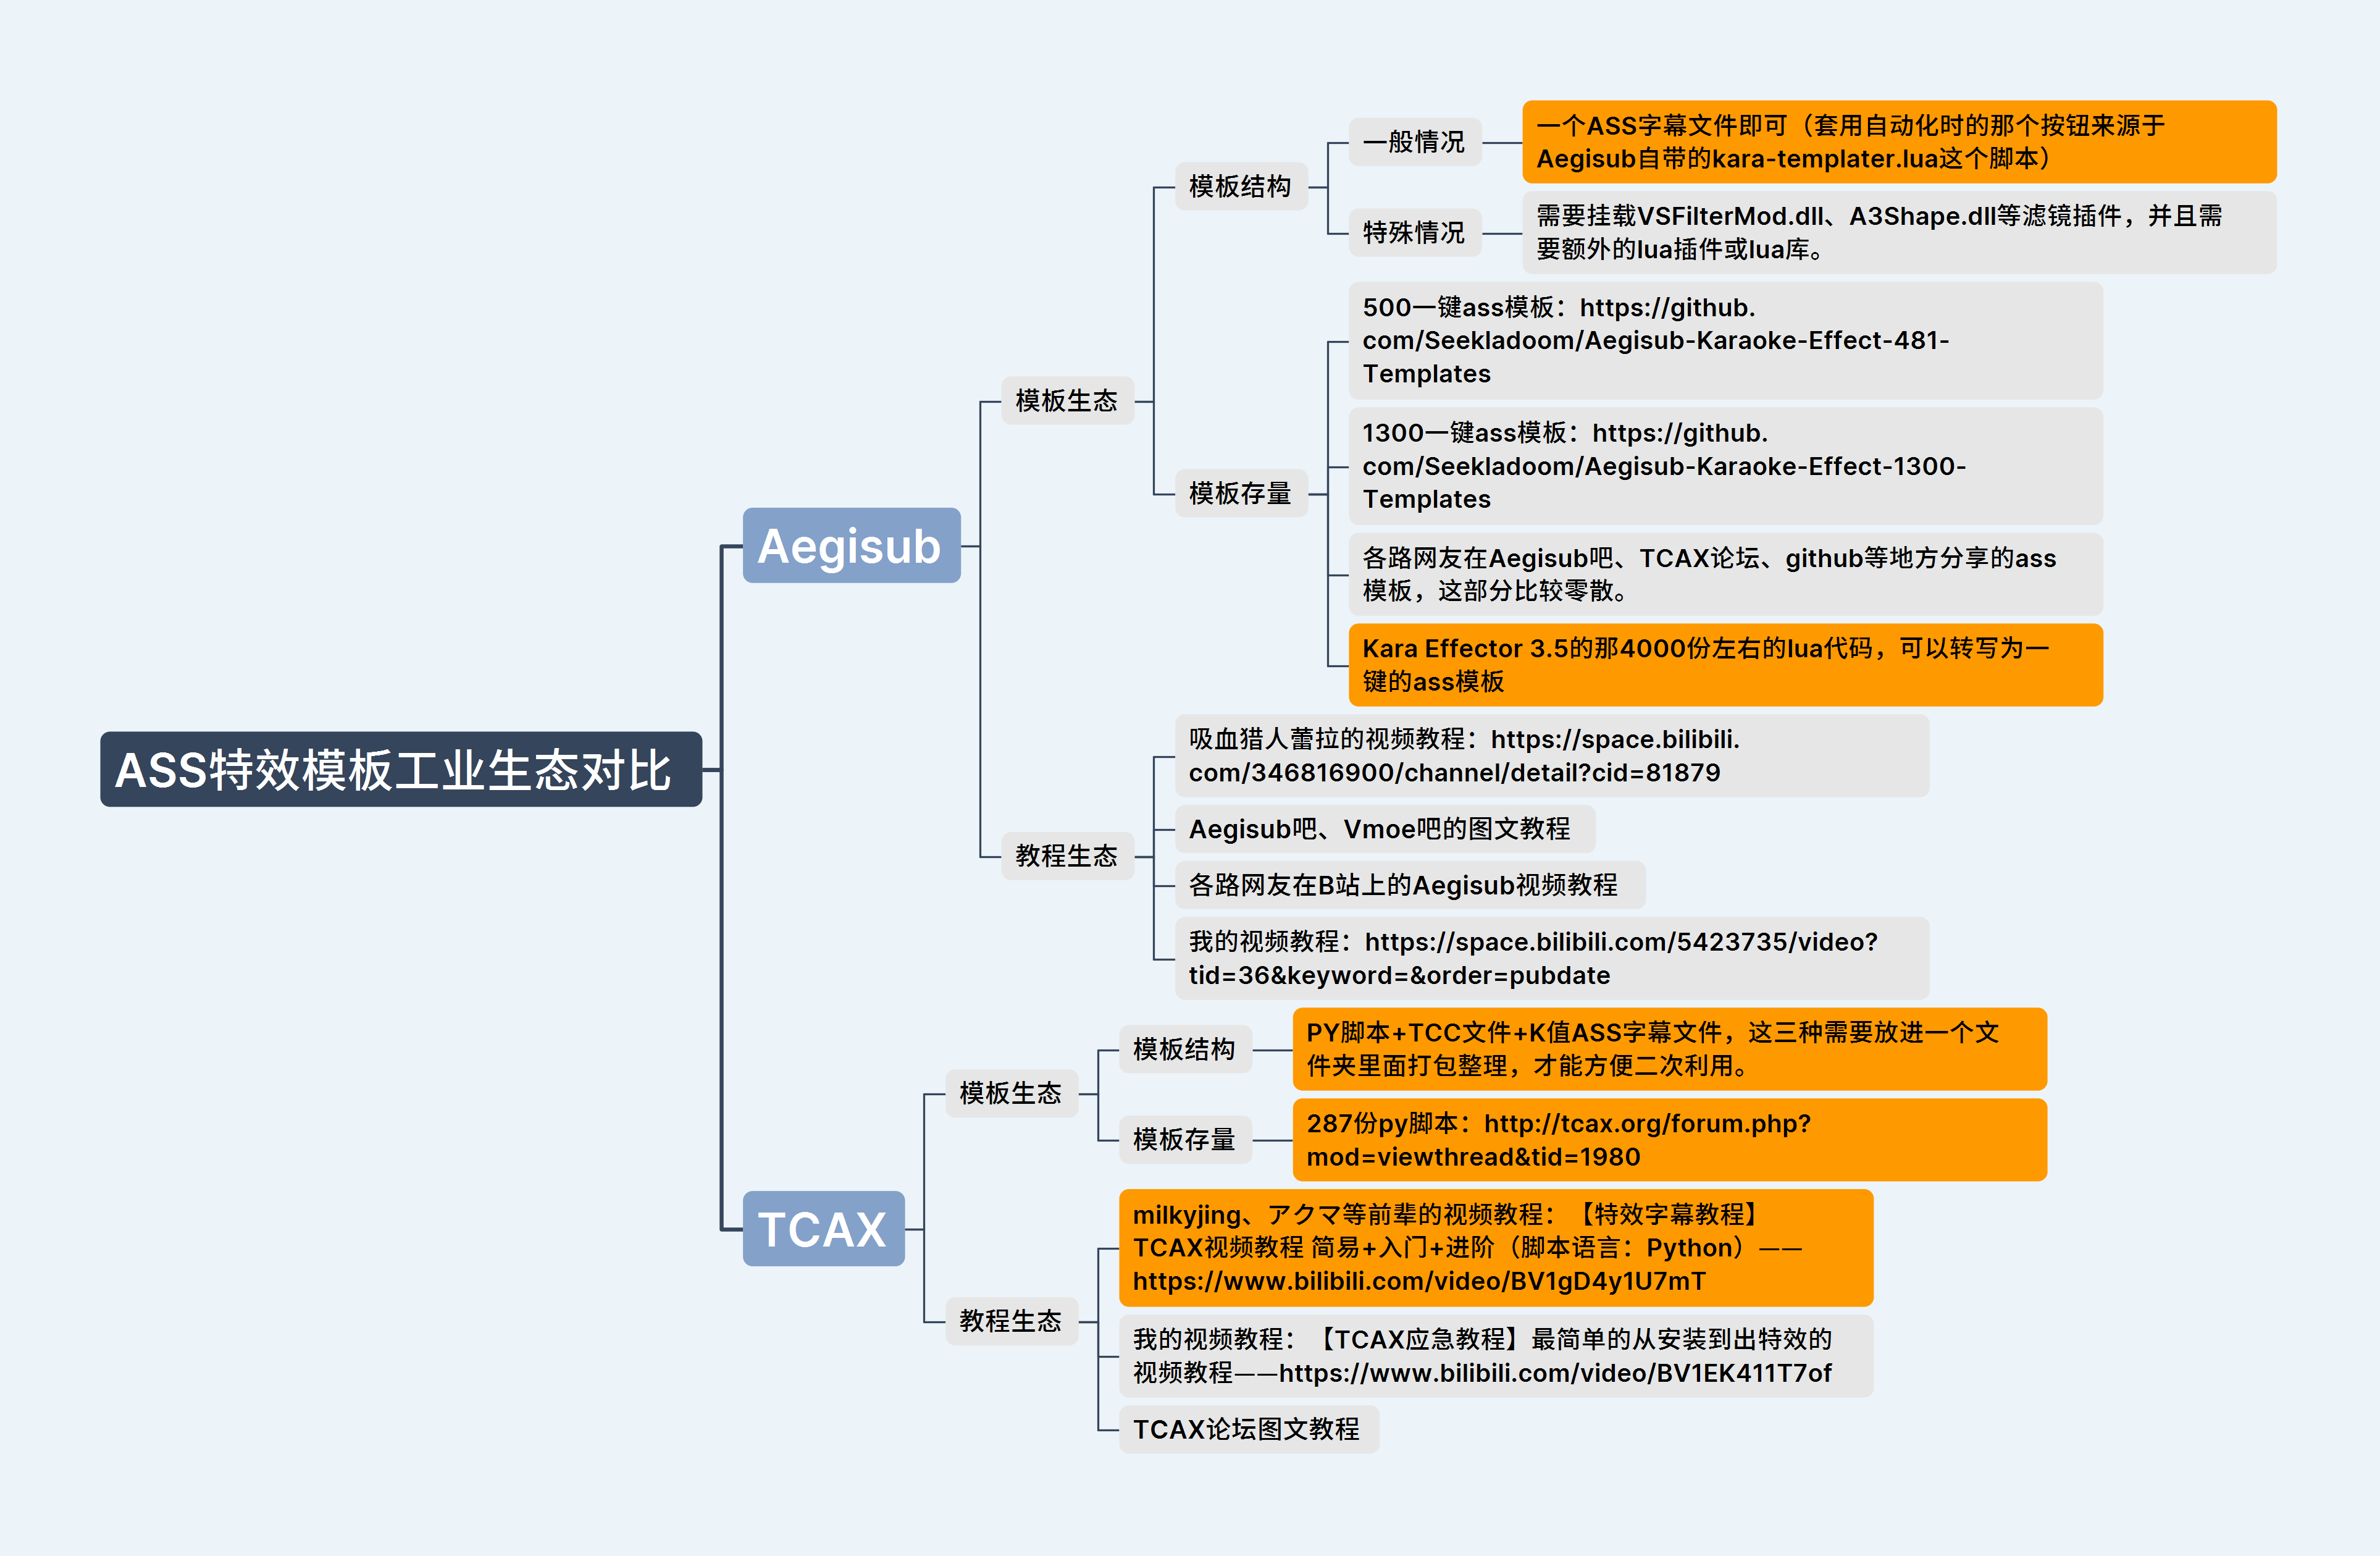 ASS特效模板工业生态对比
Aegisub
模板生态
模板结构
一般情况
一个ASS字幕文件即可（套用自动化时的那个按钮来源于
Aegisub自带的kara-templater.lua这个脚本）
特殊情况
需要挂载VSFilterMod.dll、A3Shape.dll等滤镜插件，并且需
要额外的lua插件或lua库。
模板存量
500一键ass模板：https://github.
com/Seekladoom/Aegisub-Karaoke-Effect-481-
Templates
1300一键ass模板：https://github.
com/Seekladoom/Aegisub-Karaoke-Effect-1300-
Templates
各路网友在Aegisub吧、TCAX论坛、github等地方分享的ass
模板，这部分比较零散。
Kara Effector 3.5的那4000份左右的lua代码，可以转写为一
键的ass模板
教程生态
吸血猎人蕾拉的视频教程：https://space.bilibili.
com/346816900/channel/detail?cid=81879
Aegisub吧、Vmoe吧的图文教程
各路网友在B站上的Aegisub视频教程
我的视频教程：https://space.bilibili.com/5423735/video?
tid=36&keyword=&order=pubdate
TCAX
模板生态
模板结构
PY脚本+TCC文件+K值ASS字幕文件，这三种需要放进一个文
件夹里面打包整理，才能方便二次利用。
模板存量
287份py脚本：http://tcax.org/forum.php?
mod=viewthread&tid=1980
教程生态
milkyjing、アクマ等前辈的视频教程：【特效字幕教程】
TCAX视频教程 简易+入门+进阶（脚本语言：Python）——
https://www.bilibili.com/video/BV1gD4y1U7mT
我的视频教程：【TCAX应急教程】最简单的从安装到出特效的
视频教程——https://www.bilibili.com/video/BV1EK411T7of
TCAX论坛图文教程